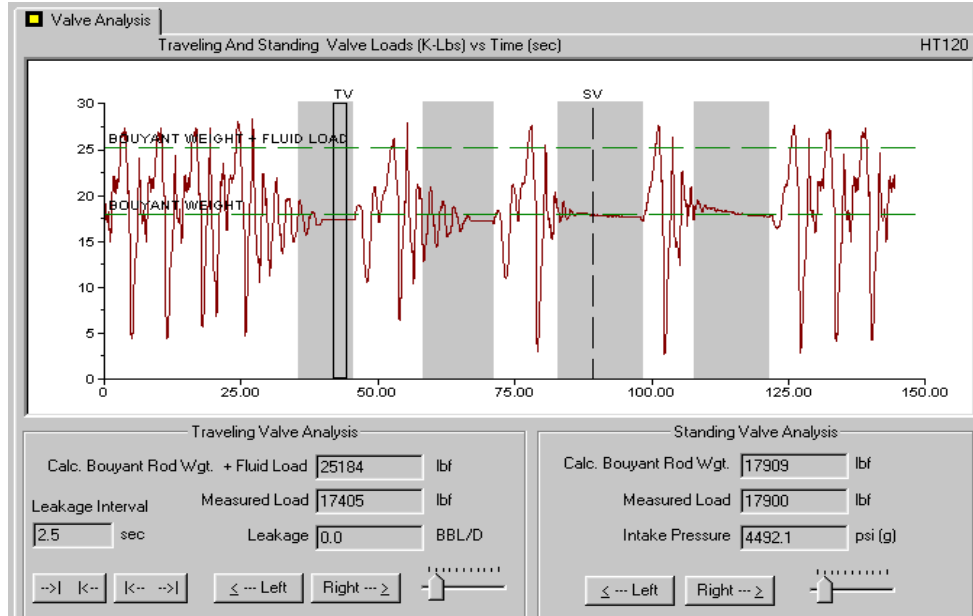 Valve Analysis
Traveling And Standing Valve Loads (K-Lbs) vs Time (sec) HT120
TV SV
30
BOUYANT WEIGHT + FLUID LOAD
25
20
BOUYANT WEIGHT
15
10
5
0
0 25.00 50.00 75.00 100.00 125.00 150.00
Traveling Valve Analysis
Calc. Bouyant Rod Wgt. + Fluid Load 25184 lbf
Measured Load 17405 lbf
Leakage Interval
2.5 sec
Leakage 0.0 BBL/D
-->| |<-- |<-- -->| < --- Left Right --- >
Standing Valve Analysis
Calc. Bouyant Rod Wgt. 17909 lbf
Measured Load 17900 lbf
Intake Pressure 4492.1 psi (g)
< --- Left Right --- >